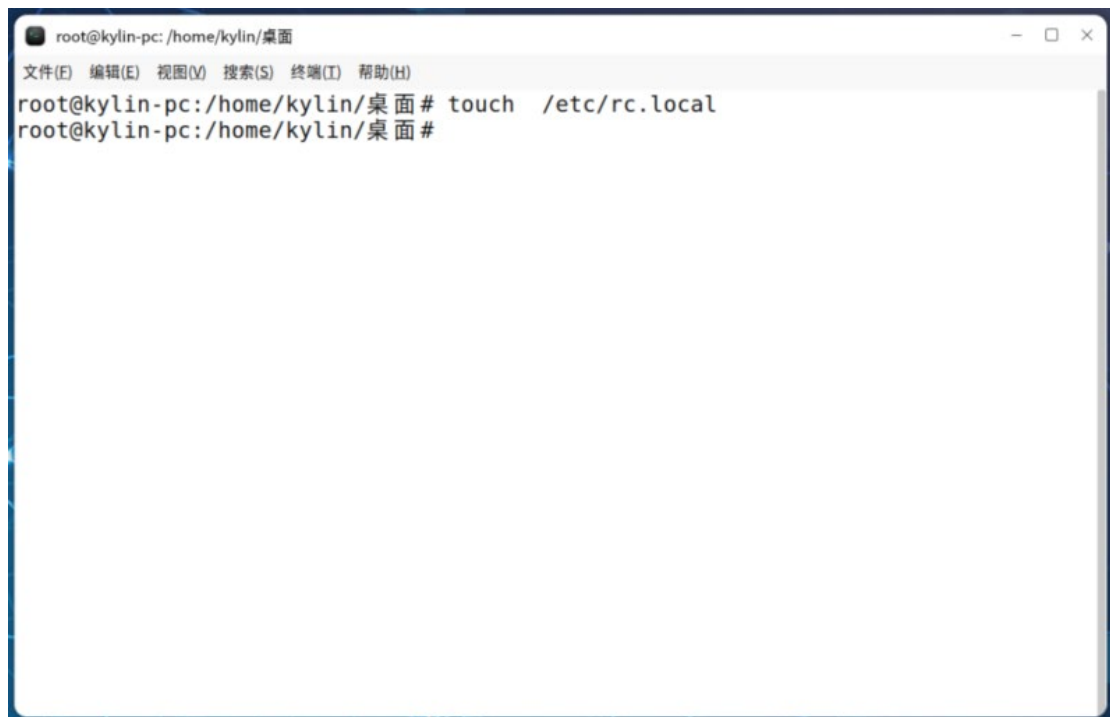 root@kylin-pc: /home/kylin/桌面
文件(F) 编辑(E) 视图(V) 搜索(S) 终端(T) 帮助(H)
root@kylin-pc:/home/kylin/桌面# touch  /etc/rc.local
root@kylin-pc:/home/kylin/桌面#